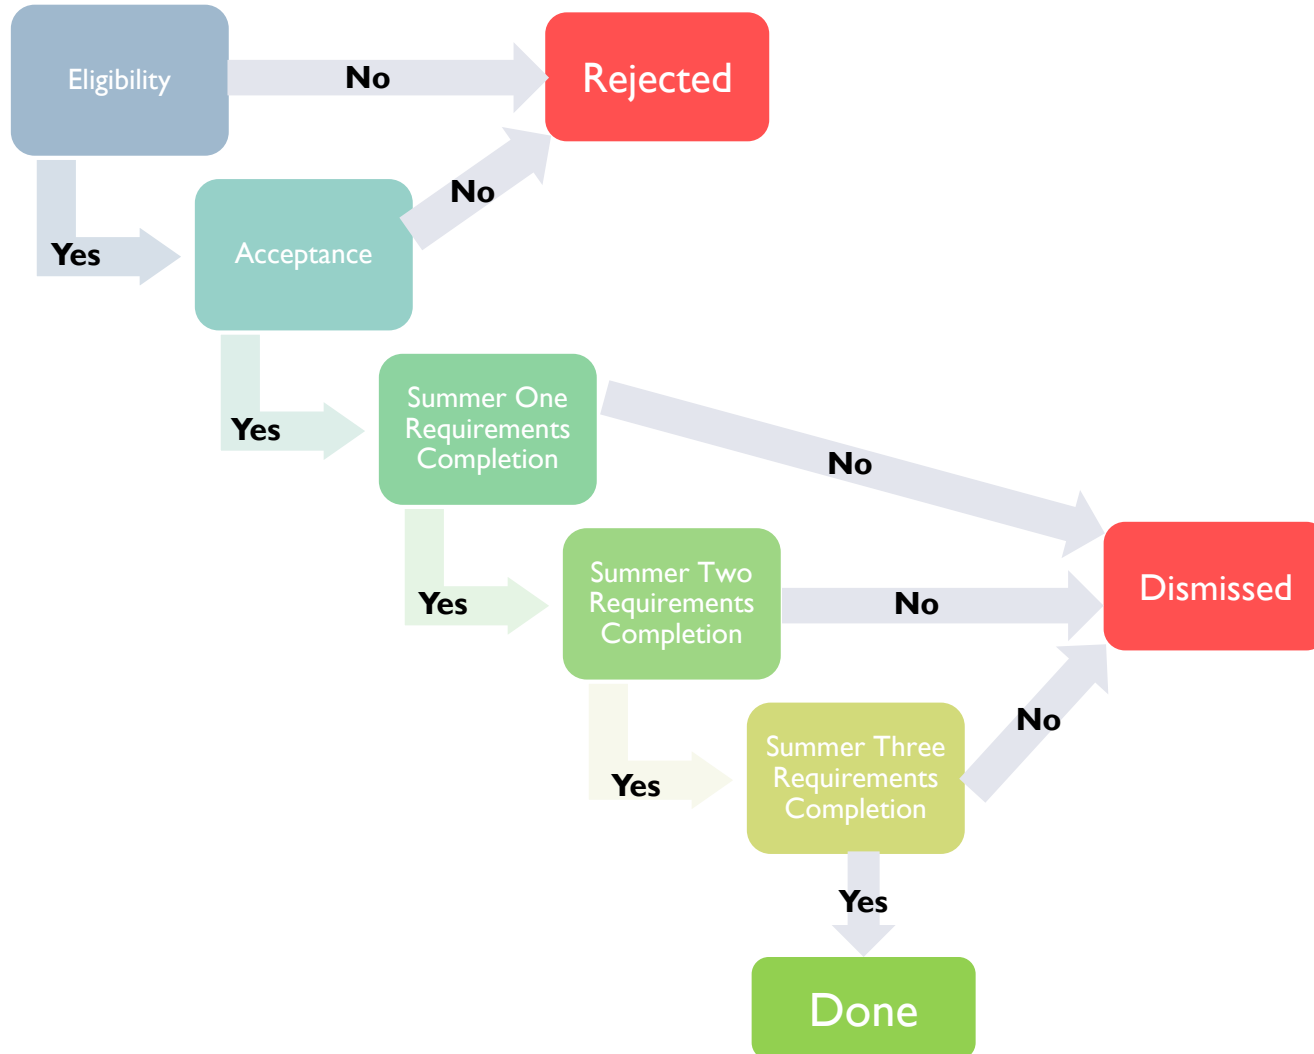 Eligibility
No
Rejected
No
Yes
Acceptance
Summer One
Requirements
Completion
Yes
No
Summer Two
Requirements
Completion
Yes
No
Dismissed
Summer Three
Requirements
Completion
Yes
No
Yes
Done